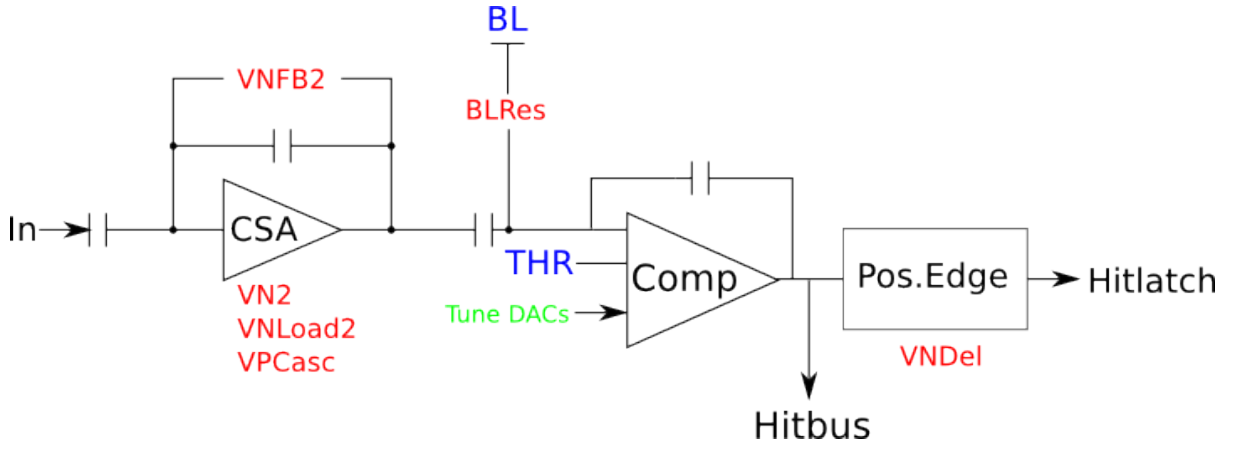 BL
VNFB2
BLRes
In
CSA
THR
Comp
Pos.Edge
Hitlatch
VN2
VNLoad2
VPCasc
Tune DACs
VNDel
Hitbus